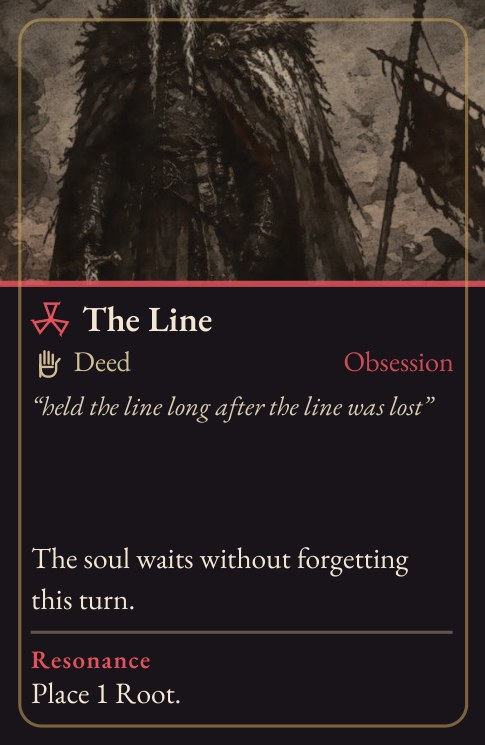 The Line
Deed Obsession
“held the line long after the line was lost”
The soul waits without forgetting
this turn.
Resonance
Place 1 Root.